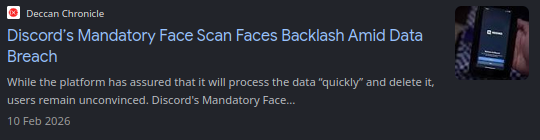 Deccan Chronicle
Discord's Mandatory Face Scan Faces Backlash Amid Data
Breach
While the platform has assured that it will process the data “quickly” and delete it,
users remain unconvinced. Discord's Mandatory Face...
10 Feb 2026